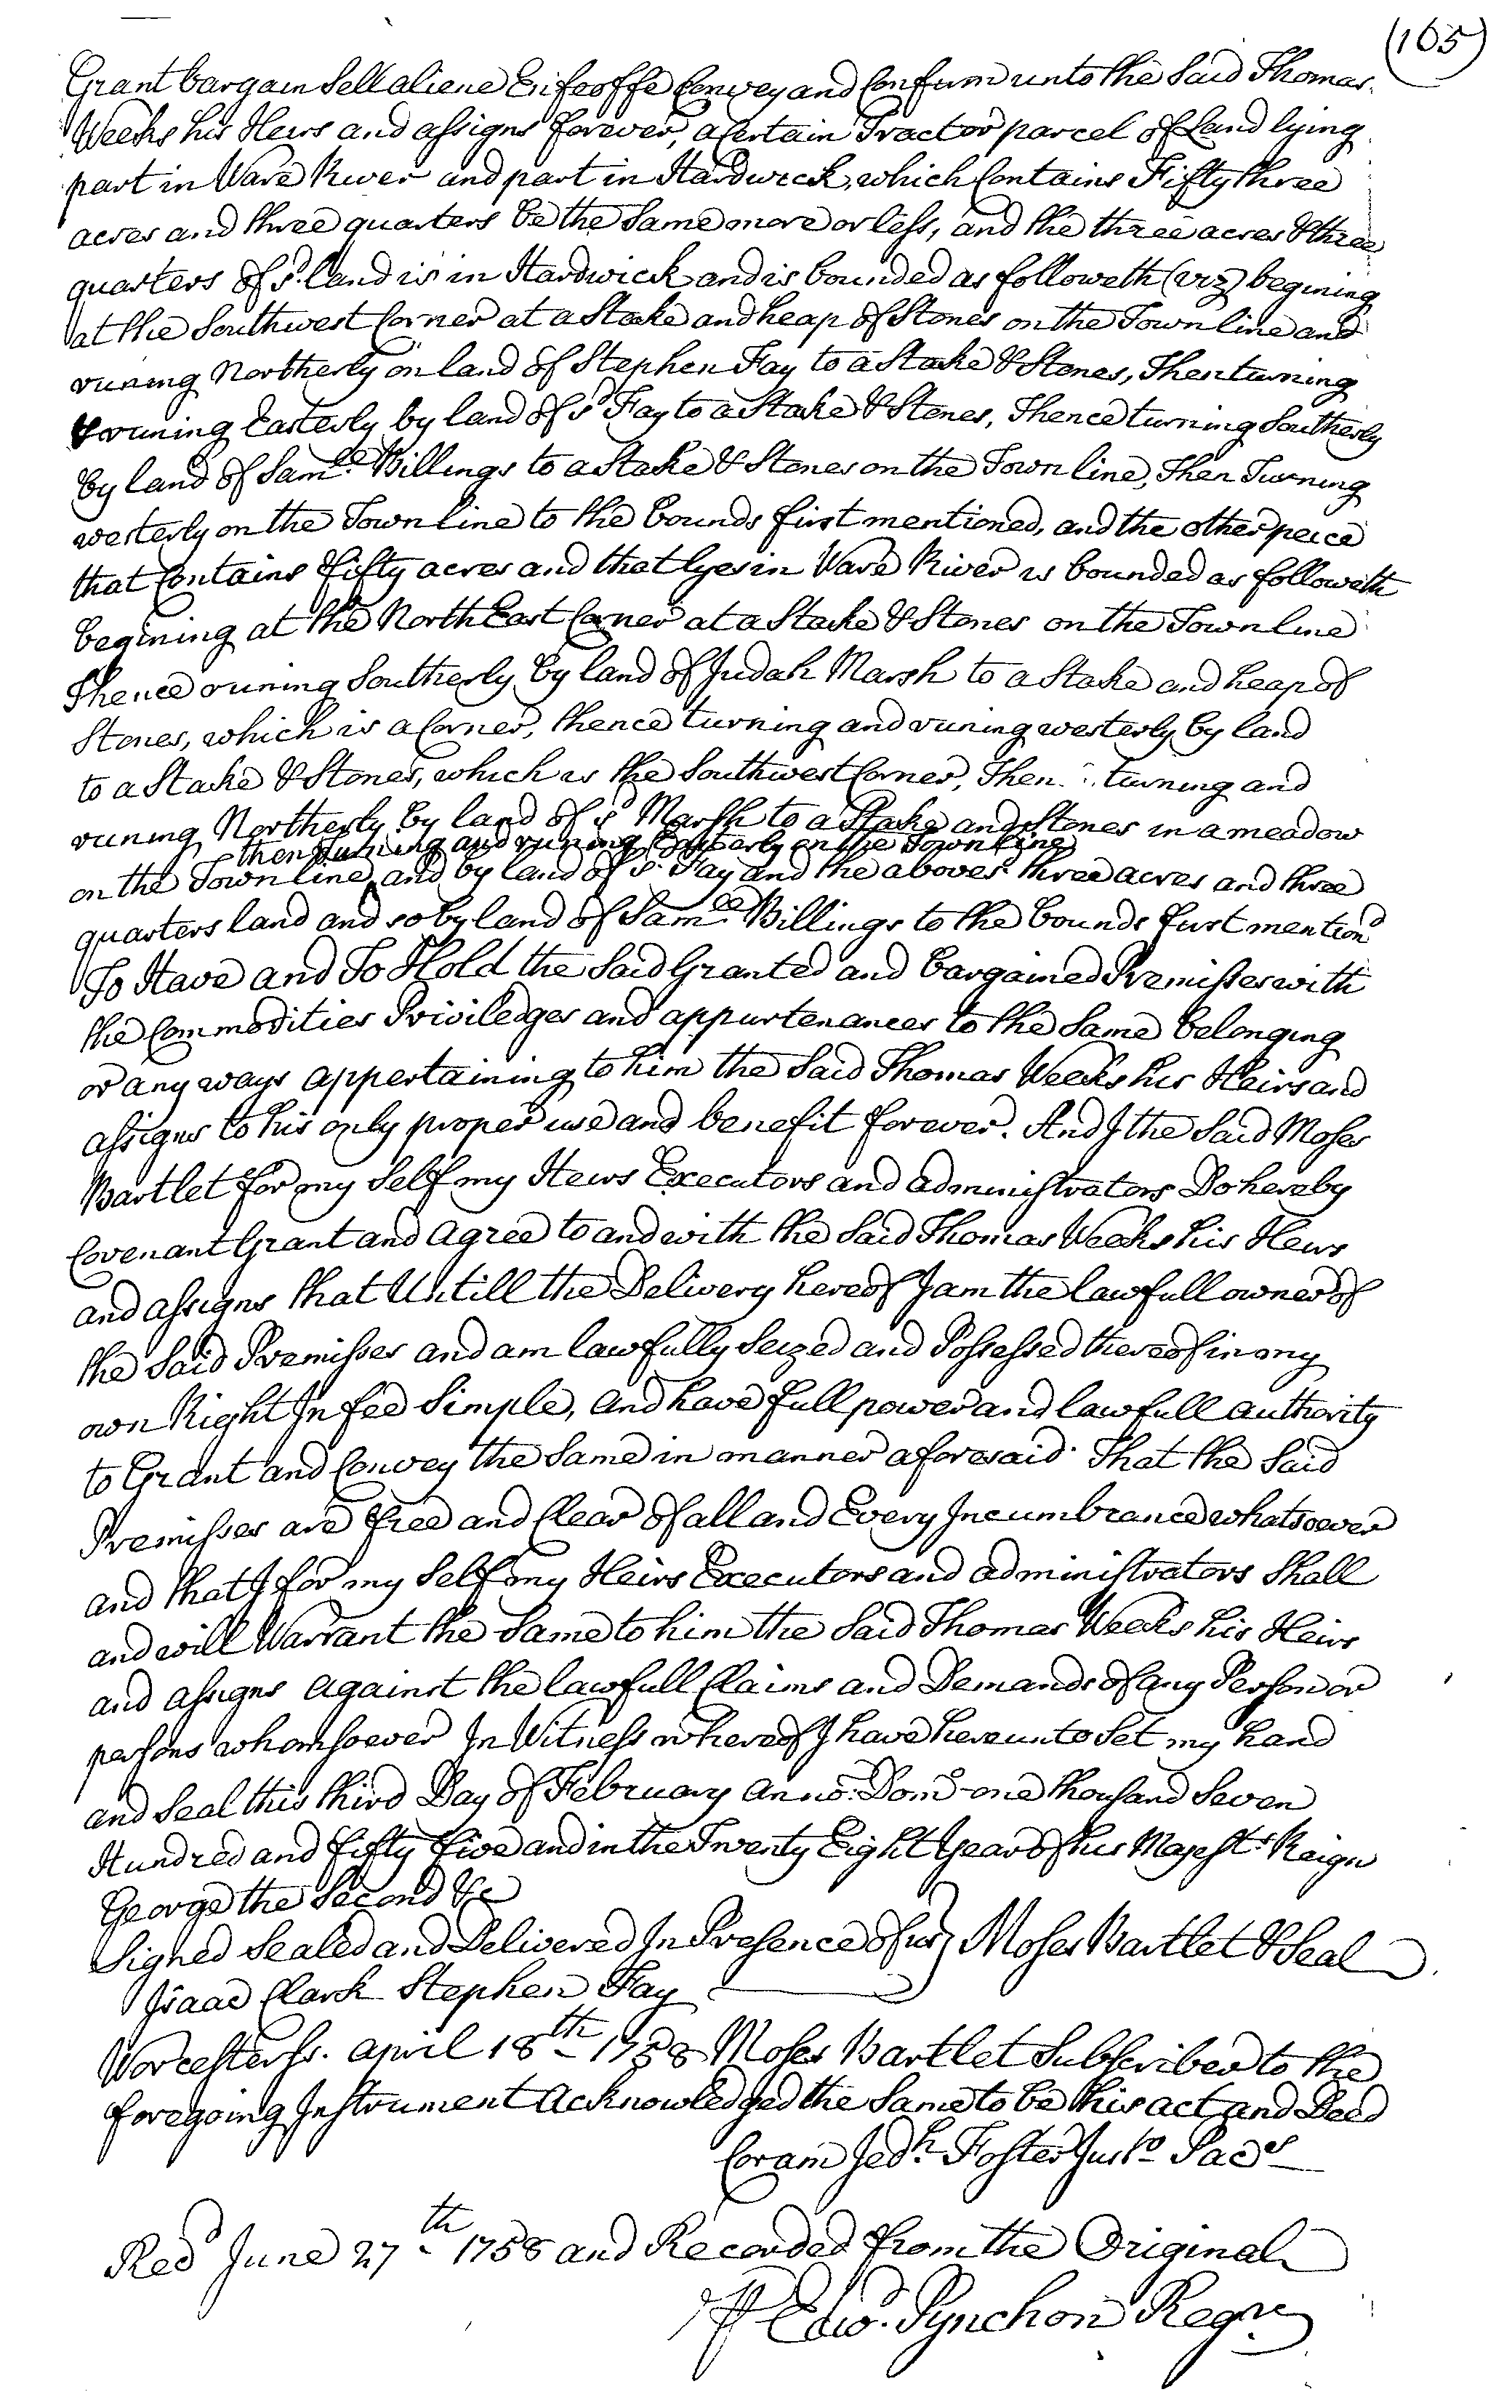 (165)
Grant bargain Sell aliene Enfeoffe Convey and Confirm unto the Said Thomas
Weeks his Heirs and assigns forever, a Certain Tract or parcel of Land lying
part in Ware River and part in Hardwick, which Contains Fifty three
acres and three quarters be the Same more or less, and the three acres & three
quarters of sd. land is in Hardwick and is bounded as followeth (viz) begining
at the Southwest Corner at a Stake and heap of Stones on the Town line and
runing Northerly on land of Stephen Fay to a Stake & Stones, Then turning
& runing Easterly by land of sd Fay to a Stake & Stones, Thence turning Southerly
by land of Samll. Billings to a Stake & Stones on the Town line, Then Turning
westerly on the Town line to the bounds first mentioned, and the other peice
that Contains fifty acres and that lyes in Ware River is bounded as followeth
begining at the North East Corner at a Stake & Stones on the Town line
Thence runing Southerly by land of Judah Marsh to a Stake and heap of
Stones, which is a Corner, thence turning and runing westerly by land
to a Stake & Stones, which is the Southwest Corner, Then turning and
runing Northerly by land of sd Marsh to a Stake and Stones in a meadow
then turning and runing Easterly on the Town line
on the Town line, and by land of sd. Fay and the aboves. three acres and three
quarters land and so by land of Samll. Billings to the bounds first mentiond
To Have and To Hold the Said Granted and bargained Premisses with
the Commodities Priviledges and appurtenances to the Same belonging
or any ways appertaining to him the Said Thomas Weeks his Heirs and
assigns to his only proper use and benefit forever. And I the Said Moses
Bartlet for my Self my Heirs Executors and administrators Do hereby
Covenant Grant and agree to and with the Said Thomas Weeks his Heirs
and assigns that Untill the Delivery hereof I am the lawfull owner of
the Said Premisses and am lawfully Seized and Possessed thereof in my
own Right In fee Simple, and have full power and lawfull authority
to Grant and Convey the Same in manner aforesaid. That the Said
Premisses are free and Clear of all and Every Incumbrance whatsoever
and that I for my Self my Heirs Executors and administrators Shall
and will Warrant the Same to him the Said Thomas Weeks his Heirs
and assigns against the lawfull Claims and Demands of any Person or
persons whomsoever In Witness whereof I have hereunto Set my hand
and Seal this third Day of February anno: Domo one thousand Seven
Hundred and fifty five and in the Twenty Eight Year of his Majests. Reign
George the Second &c
Signed Sealed and Delivered In Presence of us } Moses Bartlet & Seal
Isaac Clark Stephen Fay
Worcester ss. april 18th 1758 Moses Bartlet Subscriber to the
foregoing Instrument acknowledged the Same to be his act and Deed
Coram Jedh. Foster Justo Paces
Recd June 27th 1758 and Recorded from the Original
℘ Edwd. Pynchon Regr